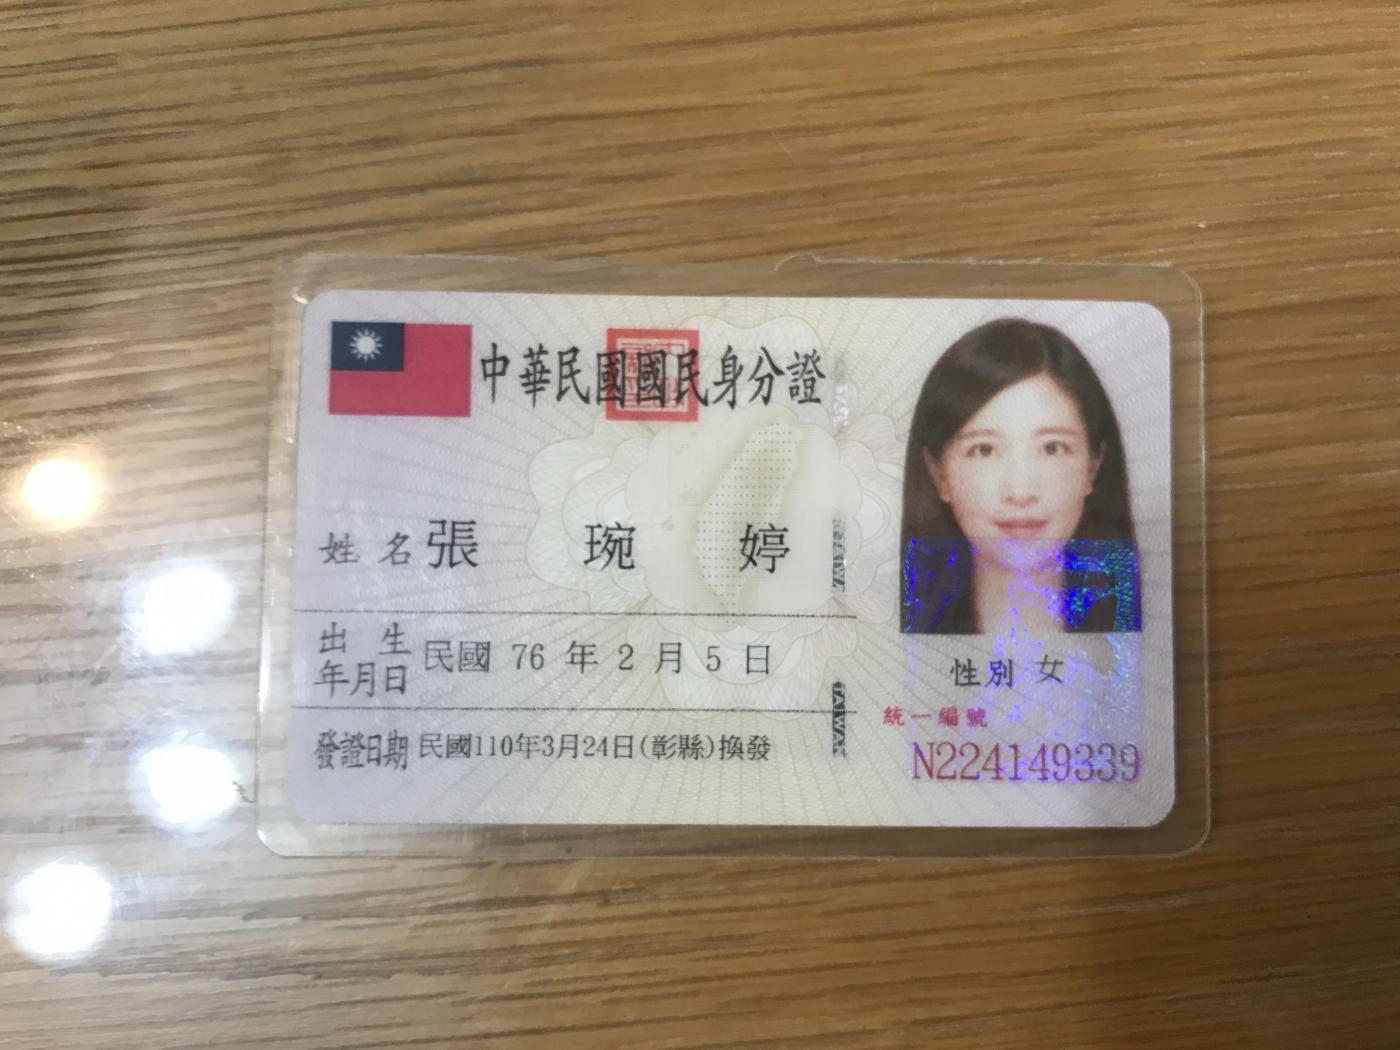 中華民國國民身分證
姓名 張琬婷
出生年月日 民國 76 年 2 月 5 日
發證日期 民國110年3月24日(彰縣)換發
性別 女
統一編號
N224149339
TAIWAN